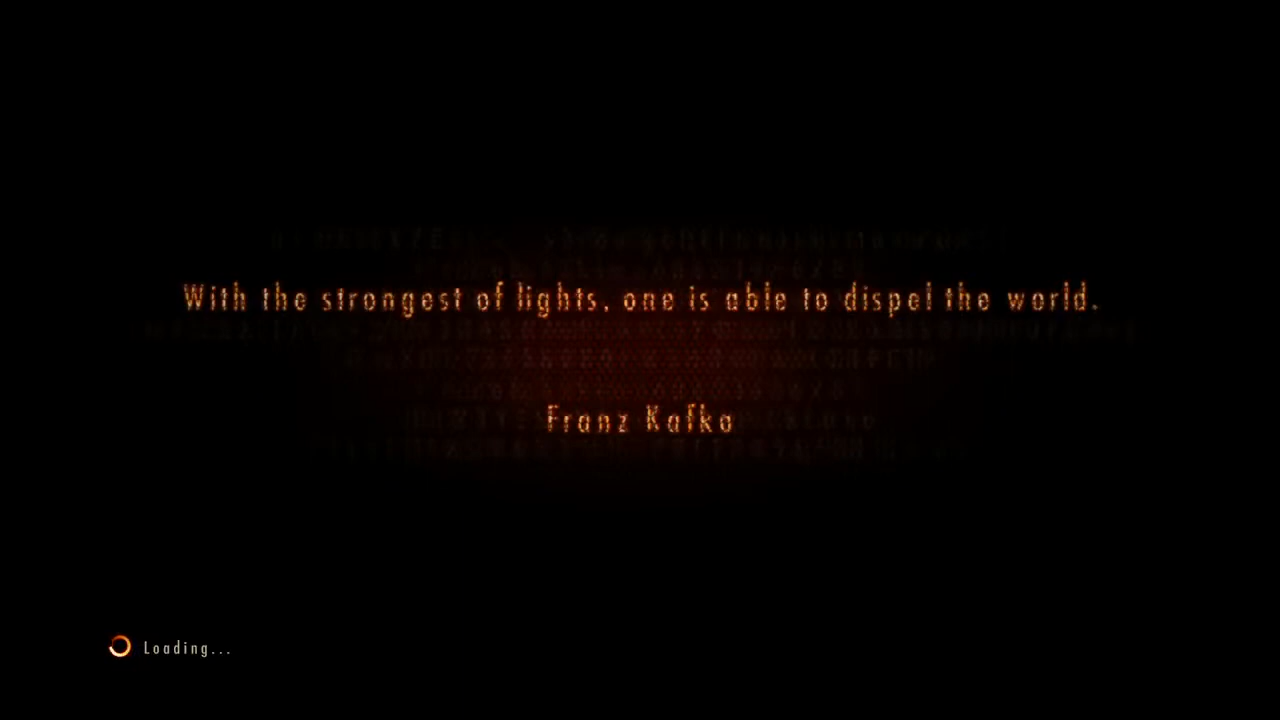 With the strongest of lights, one is able to dispel the world.
Franz Kafka
Loading...